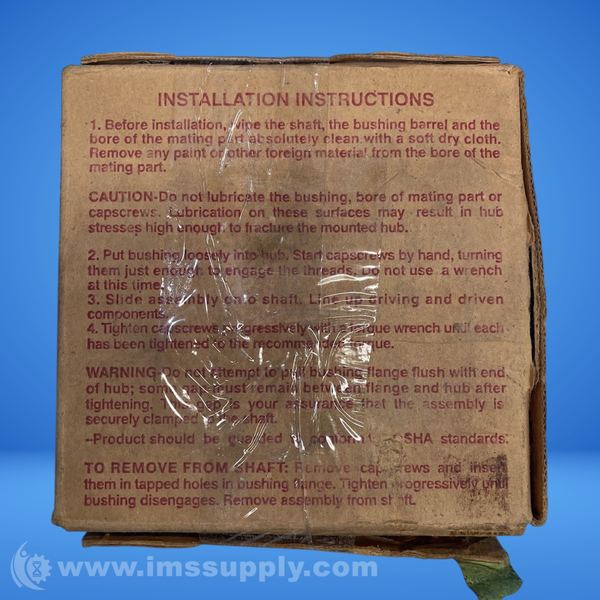 INSTALLATION INSTRUCTIONS
1. Before installation, wipe the shaft, the bushing barrel and the
bore of the mating part absolutely clean with a soft dry cloth.
Remove any paint or other foreign material from the bore of the
mating part.
CAUTION-Do not lubricate the bushing, bore of mating part or
capscrews. Lubrication on these surfaces may result in hub
stresses high enough to fracture the mounted hub.
2. Put bushing loosely into hub. Start capscrews by hand, turning
them just enough to engage the threads. Do not use a wrench
at this time.
3. Slide assembly onto shaft. Line up driving and driven
components.
4. Tighten capscrews progressively with a torque wrench until each
has been tightened to the recommended torque.
WARNING-Do not attempt to pull bushing flange flush with end
of hub; some gap must remain between flange and hub after
tightening. This gap is your assurance that the assembly is
securely clamped to the shaft.
-Product should be guarded to conform to OSHA standards.
TO REMOVE FROM SHAFT: Remove capscrews and insert
them in tapped holes in bushing flange. Tighten progressively until
bushing disengages. Remove assembly from shaft.
www.imssupply.com